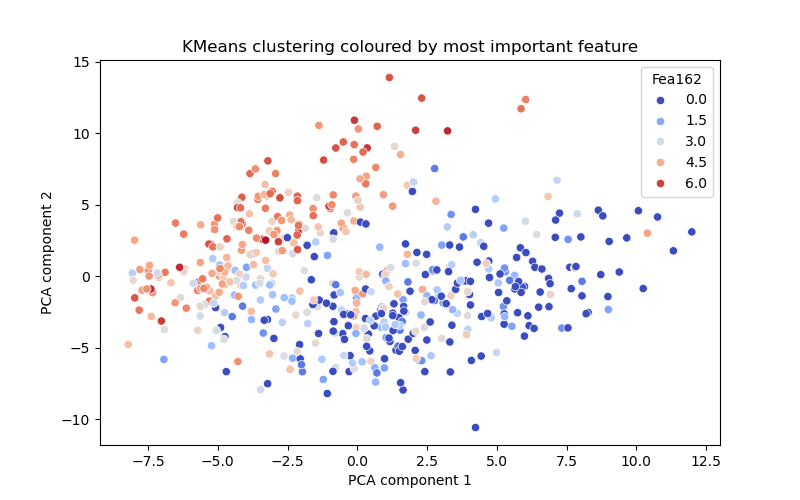 KMeans clustering coloured by most important feature
Fea162
0.0
1.5
3.0
4.5
6.0
15
10
5
0
−5
−10
PCA component 2
−7.5 −5.0 −2.5 0.0 2.5 5.0 7.5 10.0 12.5
PCA component 1